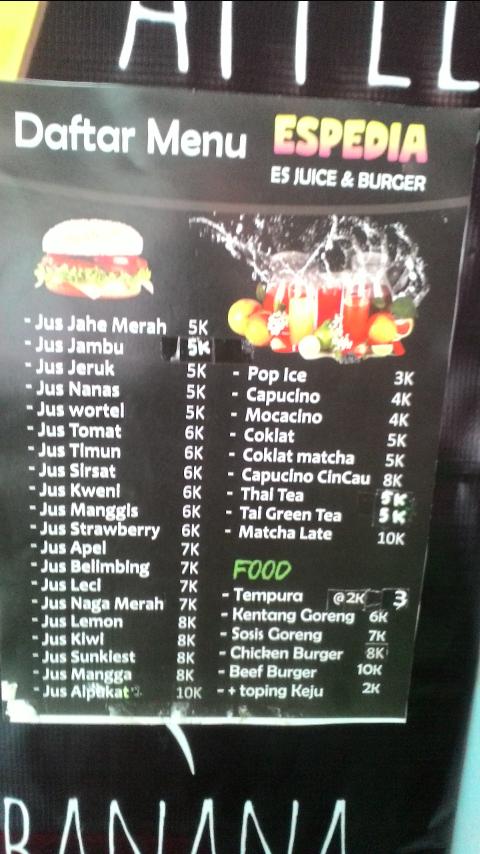 APPLE
Daftar Menu
ESPEDIA
ES JUICE & BURGER
- Jus Jahe Merah 5K
- Jus Jambu 5K
- Jus Jeruk 5K
- Jus Nanas 5K
- Jus wortel 5K
- Jus Tomat 6K
- Jus Timun 6K
- Jus Sirsat 6K
- Jus Kweni 6K
- Jus Manggis 6K
- Jus Strawberry 6K
- Jus Apel 7K
- Jus Belimbing 7K
- Jus Leci 7K
- Jus Naga Merah 7K
- Jus Lemon 8K
- Jus Kiwi 8K
- Jus Sunkiest 8K
- Jus Mangga 8K
- Jus Alpukat 10K
- Pop Ice 3K
- Capucino 4K
- Mocacino 4K
- Coklat 5K
- Coklat matcha 5K
- Capucino CinCau 8K
- Thai Tea 5K
- Tai Green Tea 5K
- Matcha Late 10K
FOOD
- Tempura @2K 3
- Kentang Goreng 6K
- Sosis Goreng 7K
- Chicken Burger 8K
- Beef Burger 10K
- + toping Keju 2K
BANANA